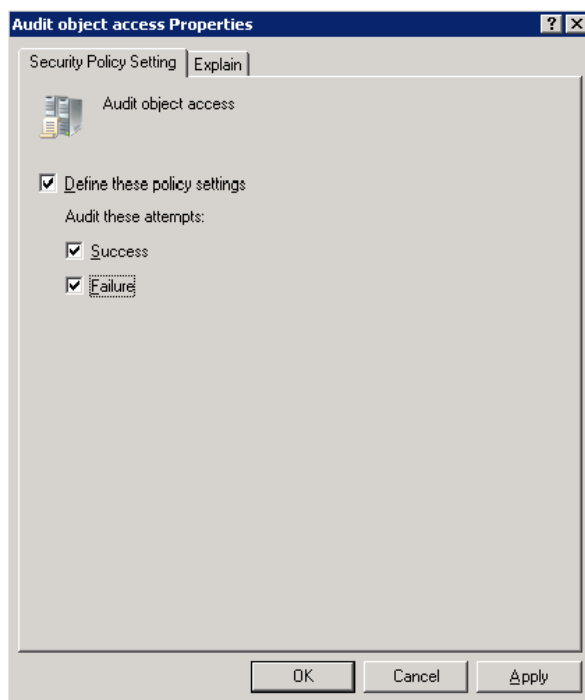 Audit object access Properties
Security Policy Setting Explain
Audit object access
Define these policy settings
Audit these attempts:
Success
Failure
OK Cancel Apply